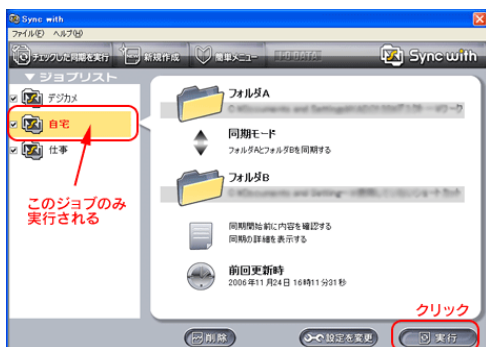 Sync with
ファイル(F) ヘルプ(H)
チェックした同期を実行
新規作成
簡単メニュー
I-O DATA
Sync with
▼ ジョブリスト
デジカメ
自宅
仕事
このジョブのみ
実行される
フォルダA
同期モード
フォルダAとフォルダBを同期する
フォルダB
同期開始前に内容を確認する
同期の詳細を表示する
前回更新時
2006年11月24日 16時11分31秒
クリック
削除
設定を変更
実行